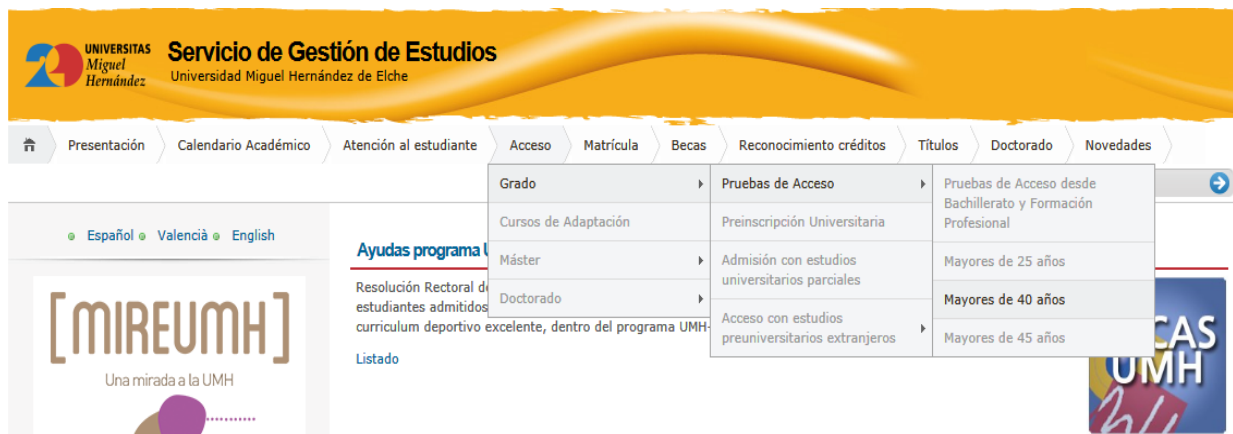 UNIVERSITAS
Miguel
Hernández
Servicio de Gestión de Estudios
Universidad Miguel Hernández de Elche
Presentación
Calendario Académico
Atención al estudiante
Acceso
Matrícula
Becas
Reconocimiento créditos
Títulos
Doctorado
Novedades
Grado
Cursos de Adaptación
Máster
Doctorado
Pruebas de Acceso
Preinscripción Universitaria
Admisión con estudios
universitarios parciales
Acceso con estudios
preuniversitarios extranjeros
Pruebas de Acceso desde
Bachillerato y Formación
Profesional
Mayores de 25 años
Mayores de 40 años
Mayores de 45 años
Español
Valencià
English
[MIREUMH]
Una mirada a la UMH
Ayudas programa
Resolución Rectoral
estudiantes admitidos
curriculum deportivo excelente, dentro del programa UMH-
Listado
UMH